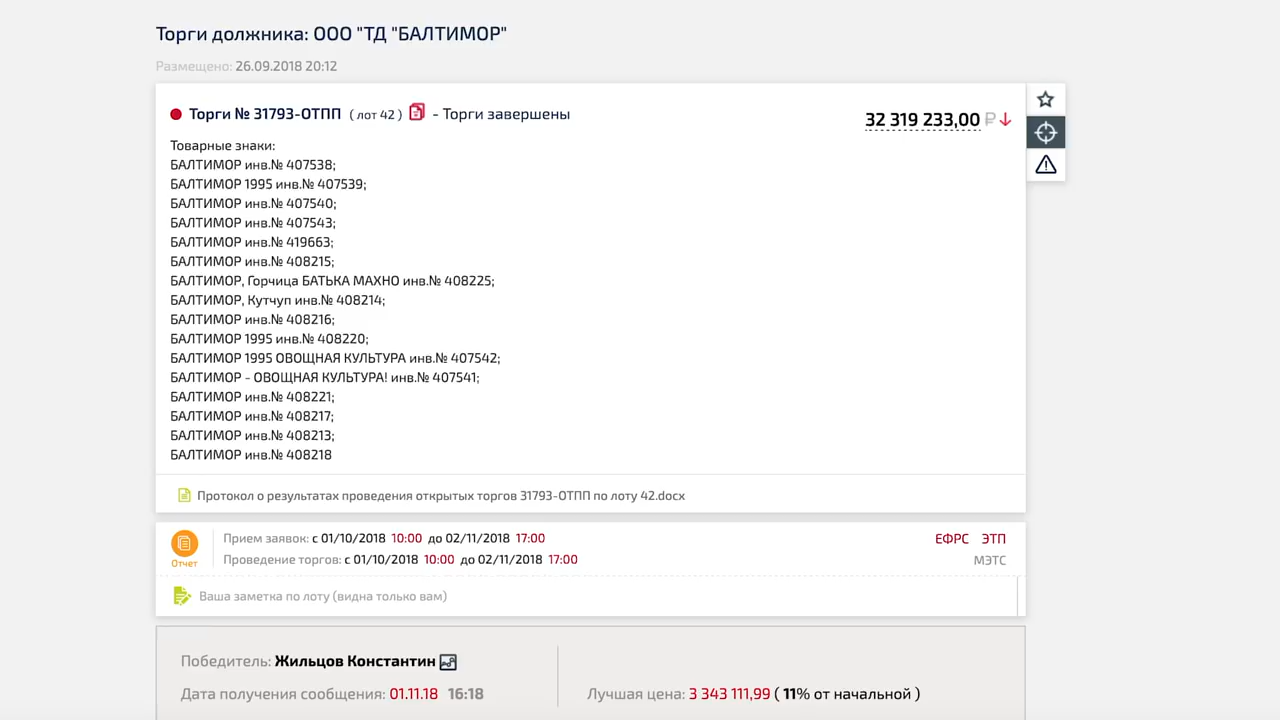 Торги должника: ООО "ТД "БАЛТИМОР"
Размещено: 26.09.2018 20:12
Торги № 31793-ОТПП ( лот 42 ) - Торги завершены
32 319 233,00 ₽
Товарные знаки:
БАЛТИМОР инв.№ 407538;
БАЛТИМОР 1995 инв.№ 407539;
БАЛТИМОР инв.№ 407540;
БАЛТИМОР инв.№ 407543;
БАЛТИМОР инв.№ 419663;
БАЛТИМОР инв.№ 408215;
БАЛТИМОР, Горчица БАТЬКА МАХНО инв.№ 408225;
БАЛТИМОР, Кутчуп инв.№ 408214;
БАЛТИМОР инв.№ 408216;
БАЛТИМОР 1995 инв.№ 408220;
БАЛТИМОР 1995 ОВОЩНАЯ КУЛЬТУРА инв.№ 407542;
БАЛТИМОР - ОВОЩНАЯ КУЛЬТУРА! инв.№ 407541;
БАЛТИМОР инв.№ 408221;
БАЛТИМОР инв.№ 408217;
БАЛТИМОР инв.№ 408213;
БАЛТИМОР инв.№ 408218
Протокол о результатах проведения открытых торгов 31793-ОТПП по лоту 42.docx
Отчет
Прием заявок: с 01/10/2018 10:00 до 02/11/2018 17:00
Проведение торгов: с 01/10/2018 10:00 до 02/11/2018 17:00
ЕФРС ЭТП
МЭТС
Ваша заметка по лоту (видна только вам)
Победитель: Жильцов Константин
Дата получения сообщения: 01.11.18 16:18
Лучшая цена: 3 343 111,99 ( 11% от начальной )